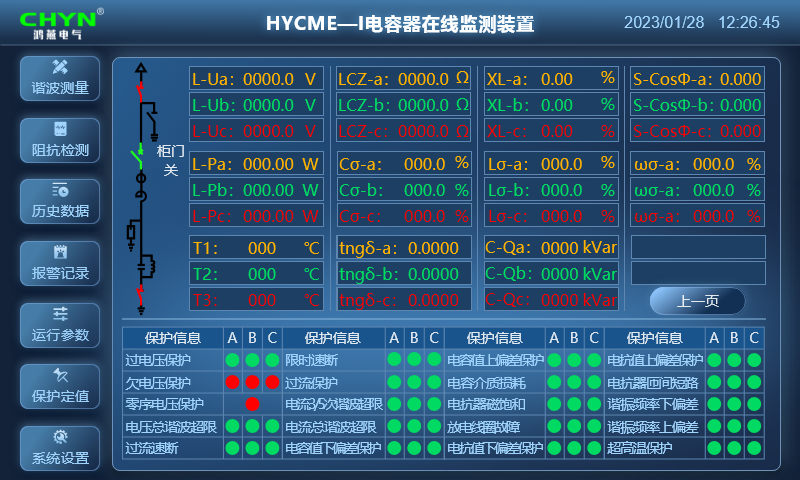 CHYN®
鸿雁电气
HYCME—I电容器在线监测装置
2023/01/28 12:26:45
谐波测量
阻抗检测
历史数据
报警记录
运行参数
保护定值
系统设置
柜门
关
L-Ua: 0000.0 V LCZ-a: 0000.0 Ω XL-a: 0.00 % S-CosΦ-a: 0.000
L-Ub: 0000.0 V LCZ-b: 0000.0 Ω XL-b: 0.00 % S-CosΦ-b: 0.000
L-Uc: 0000.0 V LCZ-c: 0000.0 Ω XL-c: 0.00 % S-CosΦ-c: 0.000
L-Pa: 000.00 W Cσ-a: 000.0 % Lσ-a: 000.0 % ωσ-a: 000.0 %
L-Pb: 000.00 W Cσ-b: 000.0 % Lσ-b: 000.0 % ωσ-b: 000.0 %
L-Pc: 000.00 W Cσ-c: 000.0 % Lσ-c: 000.0 % ωσ-c: 000.0 %
T1: 000 ℃ tngδ-a: 0.0000 C-Qa: 0000 kVar
T2: 000 ℃ tngδ-b: 0.0000 C-Qb: 0000 kVar
T3: 000 ℃ tngδ-c: 0.0000 C-Qc: 0000 kVar
上一页
保护信息 A B C 保护信息 A B C 保护信息 A B C 保护信息 A B C
过电压保护 限时速断 电容值上偏差保护 电抗值上偏差保护
欠电压保护 过流保护 电容介质损耗 电抗器匝间短路
零序电压保护 电流3/5次谐波超限 电抗器磁饱和 谐振频率下偏差
电压总谐波超限 电流总谐波超限 放电线圈故障 谐振频率上偏差
过流速断 电容值下偏差保护 电抗值下偏差保护 超高温保护